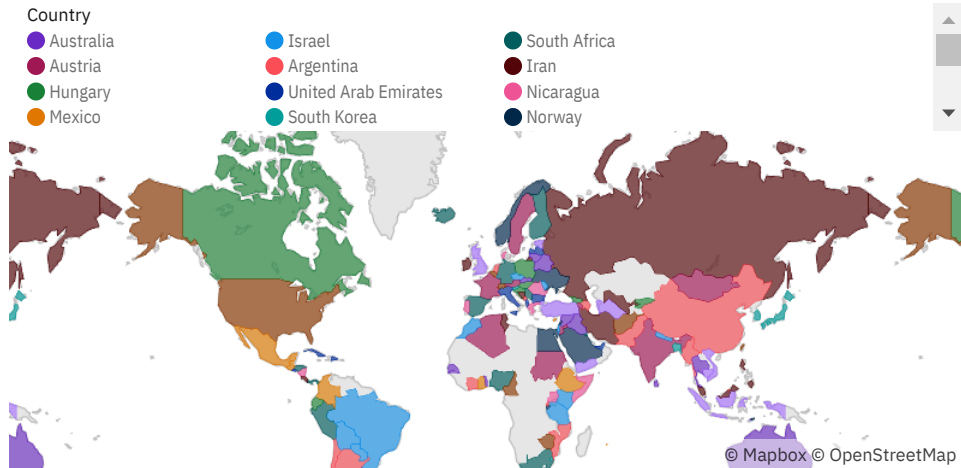 Country
Australia Israel South Africa
Austria Argentina Iran
Hungary United Arab Emirates Nicaragua
Mexico South Korea Norway
© Mapbox © OpenStreetMap